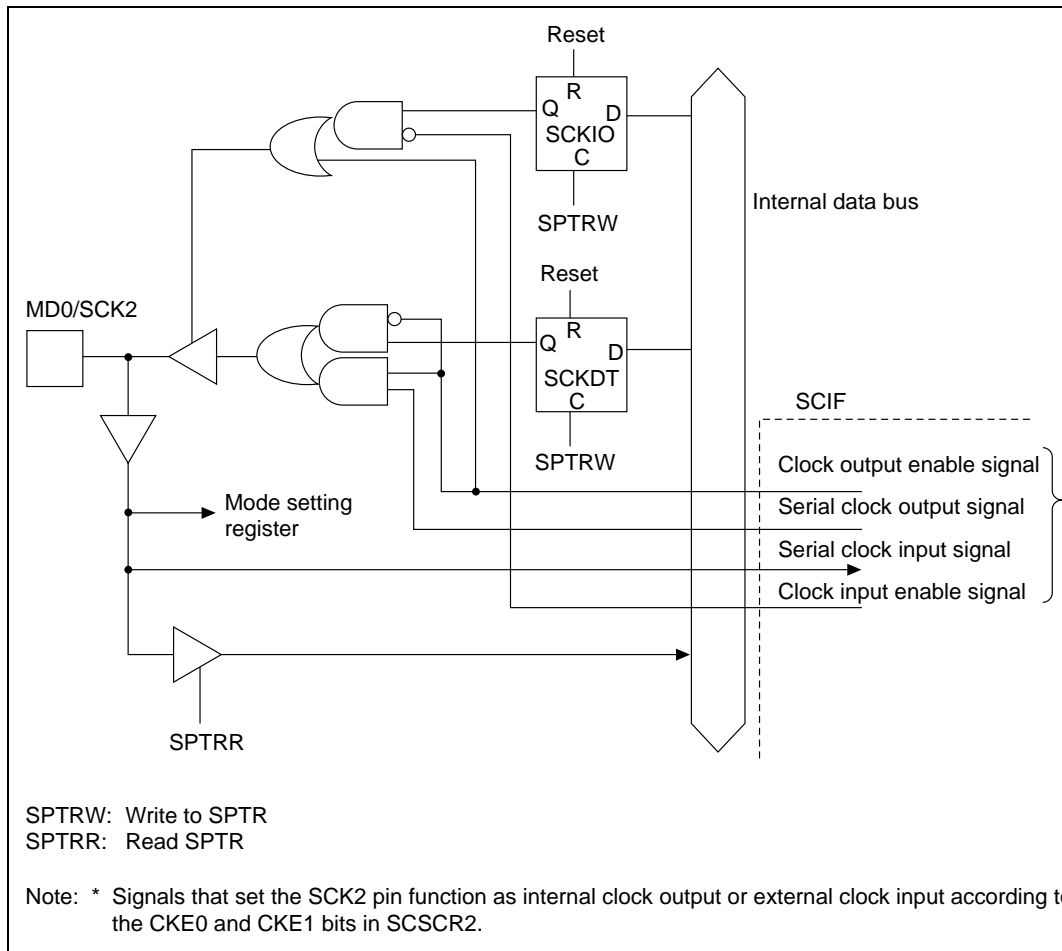 Reset
R
Q
D
SCKIO
C
SPTRW
Internal data bus
Reset
MD0/SCK2
R
Q
D
SCKDT
C
SCIF
SPTRW
Clock output enable signal
Mode setting
register
Serial clock output signal
Serial clock input signal
Clock input enable signal
SPTRR
SPTRW: Write to SPTR
SPTRR: Read SPTR
Note: * Signals that set the SCK2 pin function as internal clock output or external clock input according t
the CKE0 and CKE1 bits in SCSCR2.